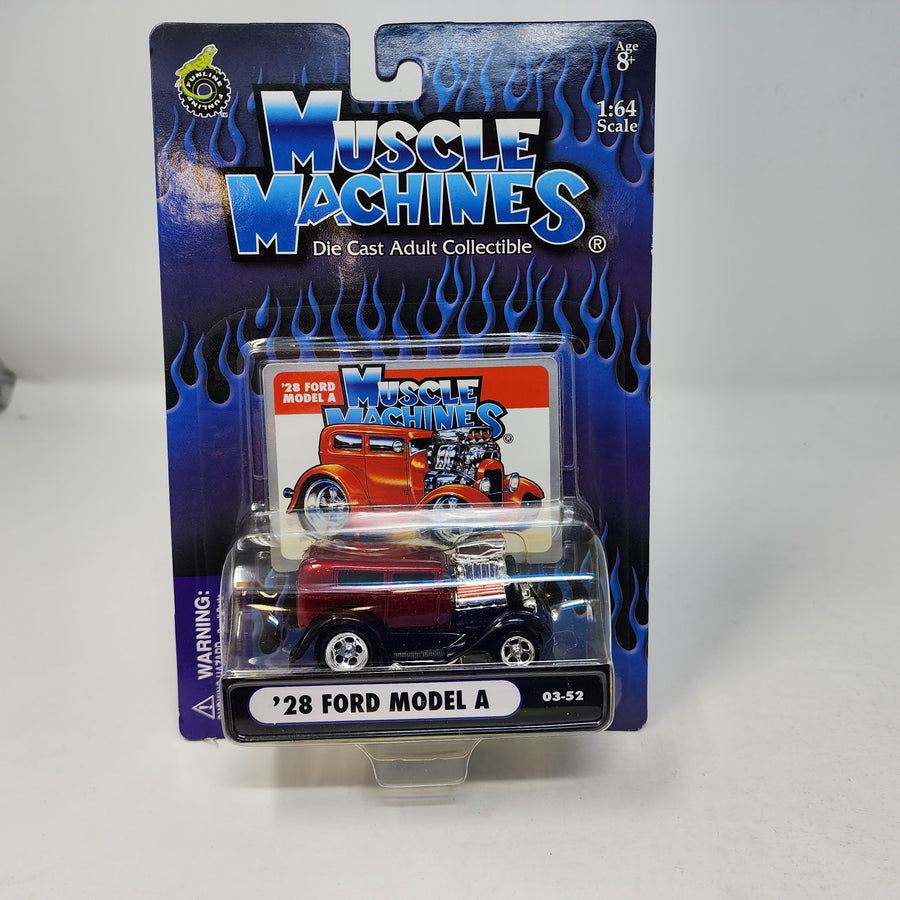 FUNLINE FUNLINE
Age
8+
1:64
Scale
MUSCLE
MACHINES
®
Die Cast Adult Collectible
'28 FORD
MODEL A
MUSCLE
MACHINES
®
WARNING:
'28 FORD MODEL A
03-52